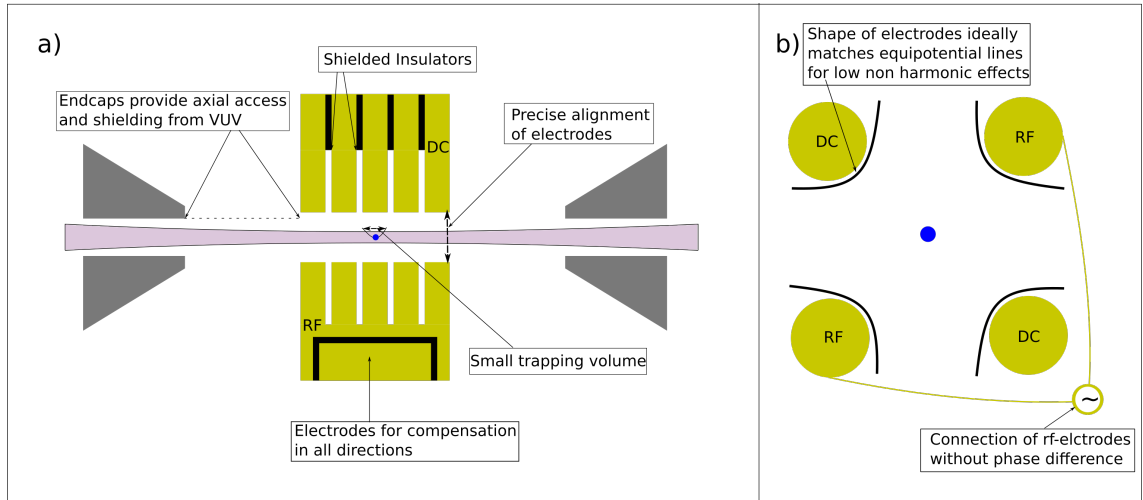 a)
Shielded Insulators
Endcaps provide axial access
and shielding from VUV
Precise alignment
of electrodes
DC
RF
Small trapping volume
Electrodes for compensation
in all directions
b)
Shape of electrodes ideally
matches equipotential lines
for low non harmonic effects
DC
RF
RF
DC
~
Connection of rf-elctrodes
without phase difference